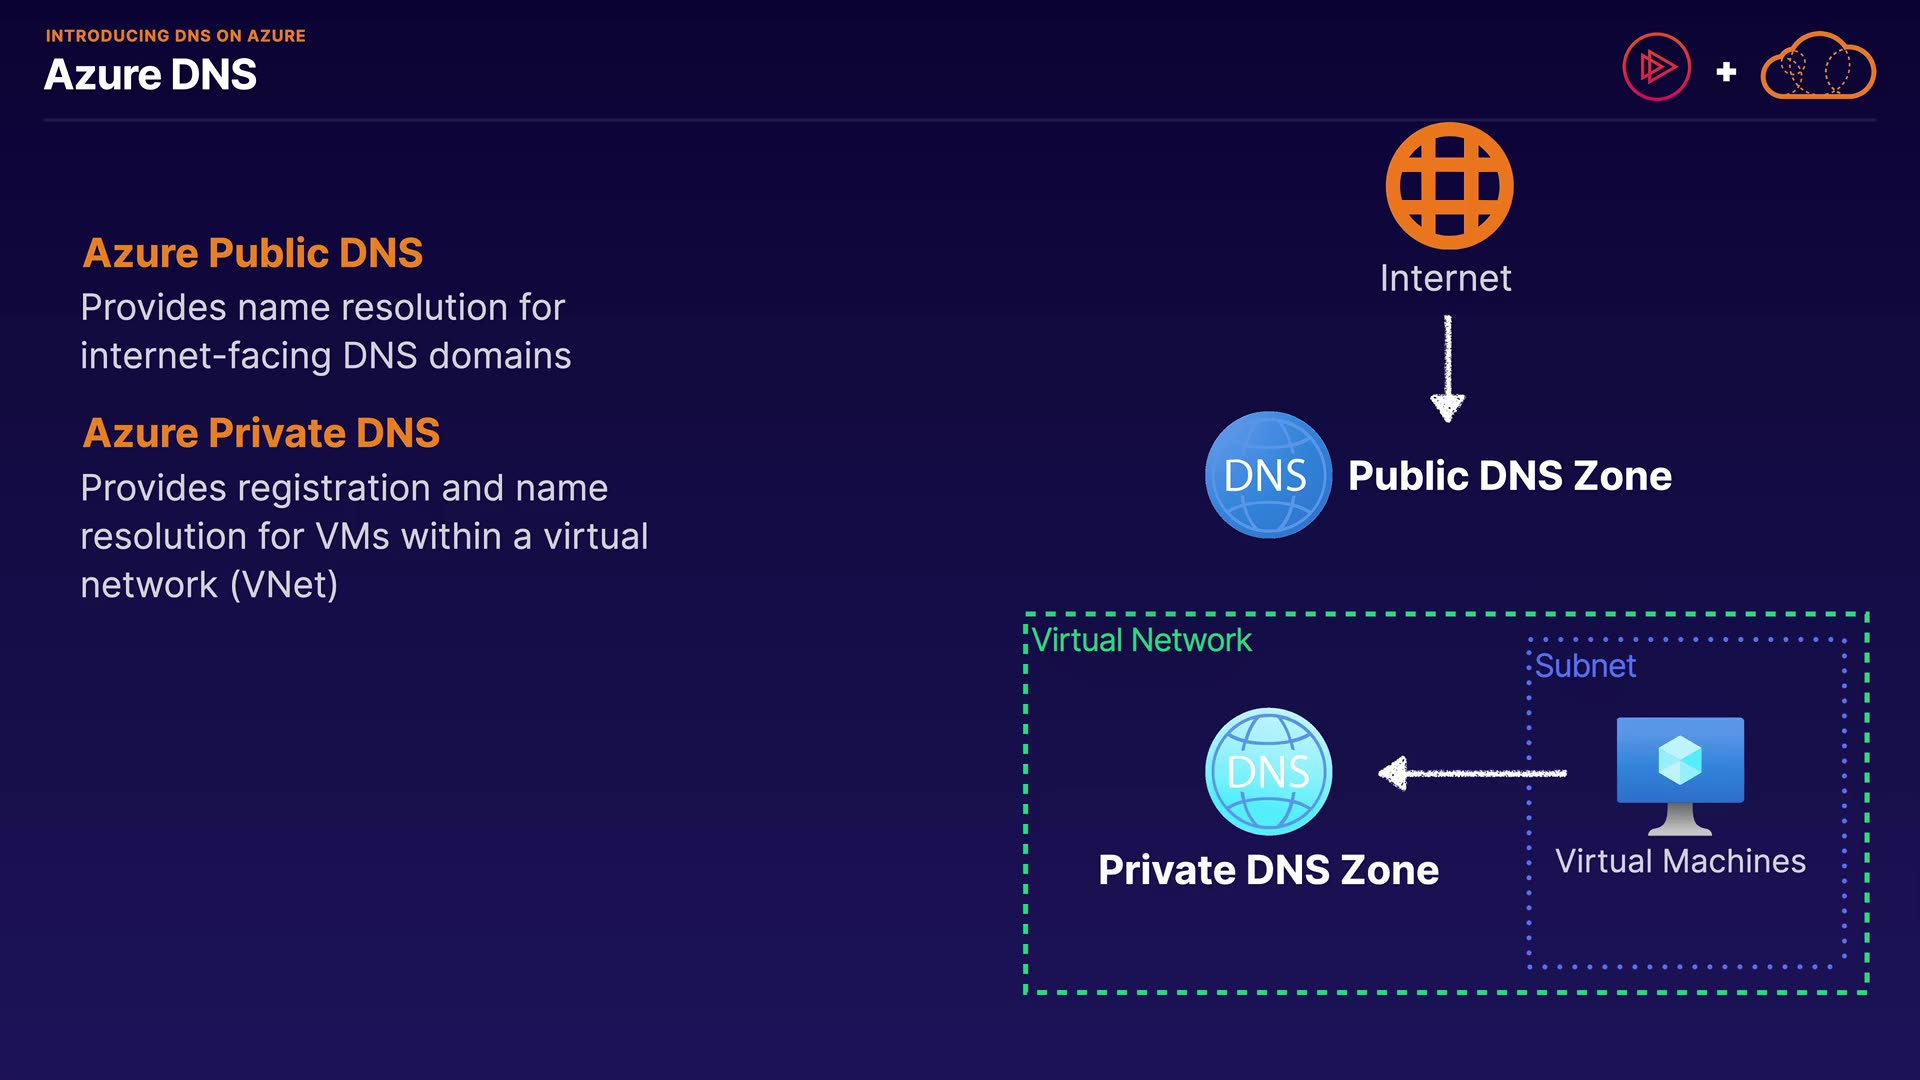 INTRODUCING DNS ON AZURE
Azure DNS
Azure Public DNS
Provides name resolution for
internet-facing DNS domains
Azure Private DNS
Provides registration and name
resolution for VMs within a virtual
network (VNet)
Internet
DNS
Public DNS Zone
Virtual Network
Subnet
DNS
Private DNS Zone
Virtual Machines